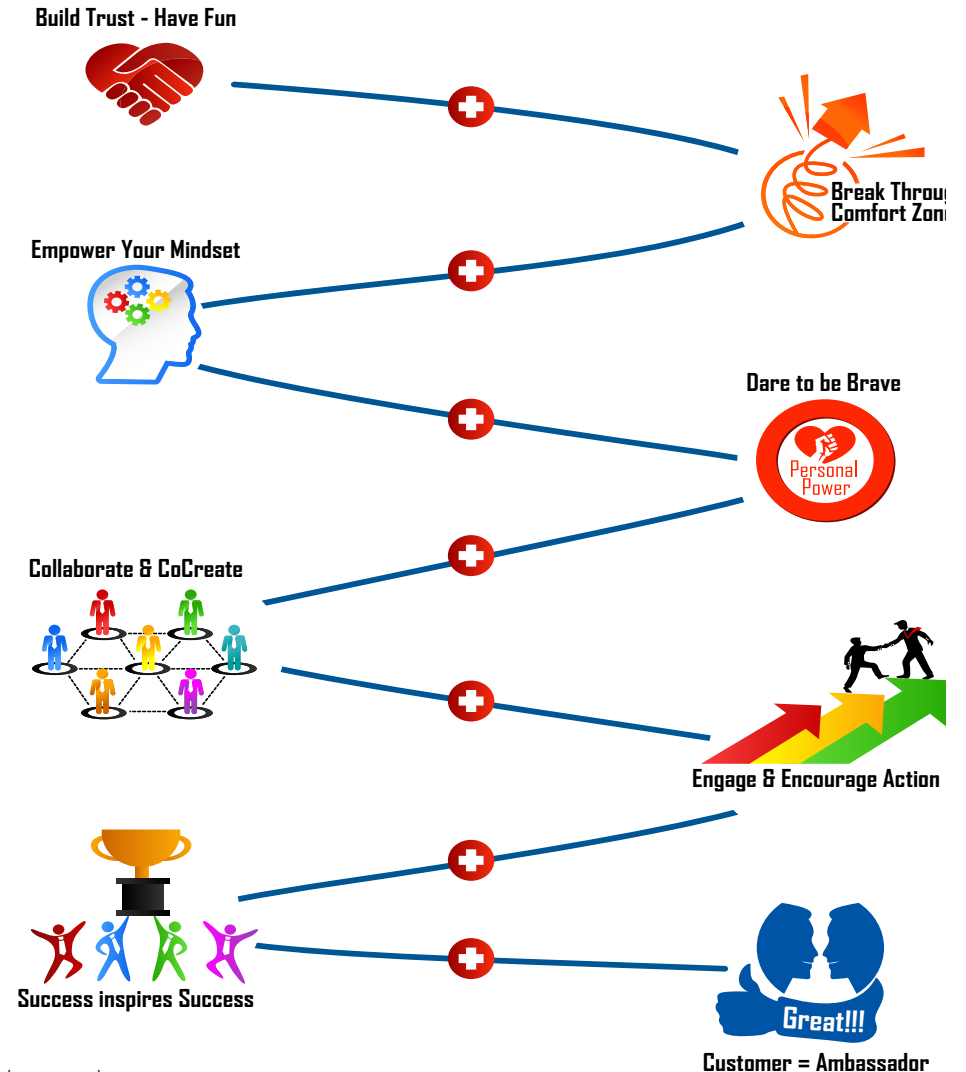 Build Trust - Have Fun
Break Throu
Comfort Zon
Empower Your Mindset
Dare to be Brave
Personal
Power
Collaborate & CoCreate
Engage & Encourage Action
Success inspires Success
Great!!!
Customer = Ambassador